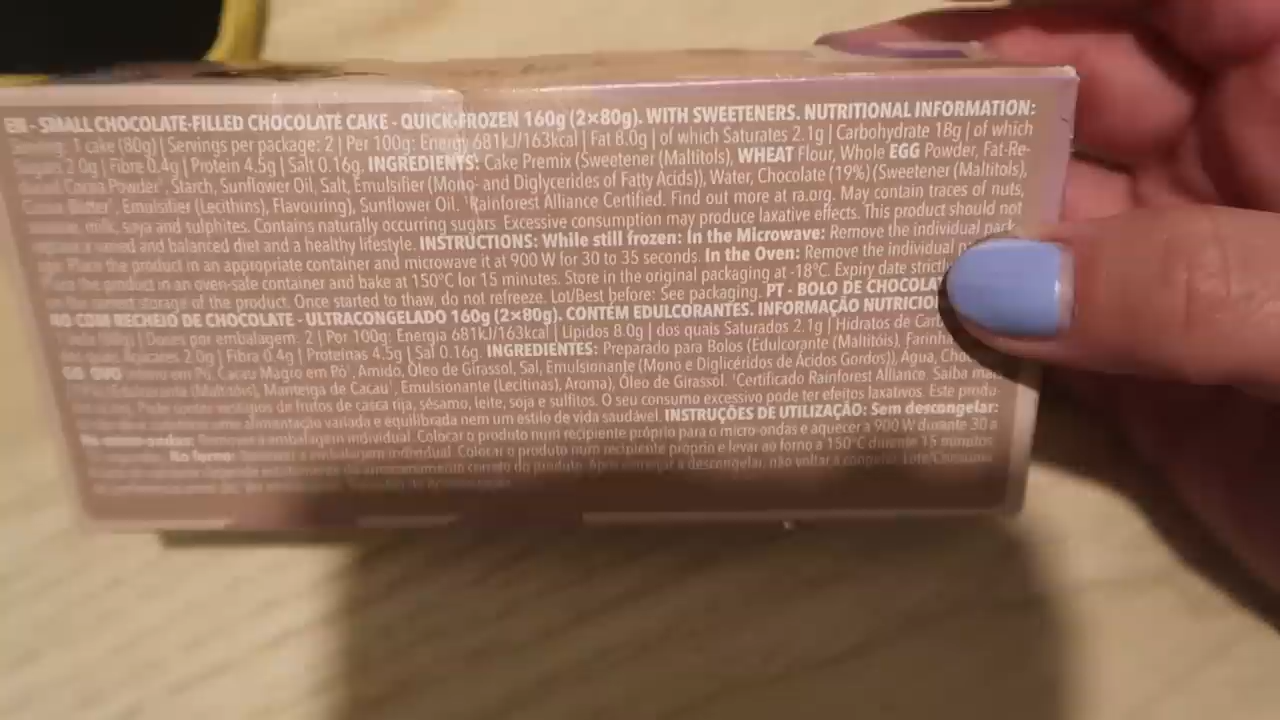 EN - SMALL CHOCOLATE-FILLED CHOCOLATE CAKE - QUICK-FROZEN 160g (2×80g). WITH SWEETENERS. NUTRITIONAL INFORMATION:
Serving: 1 cake (80g) | Servings per package: 2 | Per 100g: Energy 681kJ/163kcal | Fat 8.0g | of which Saturates 2.1g | Carbohydrate 18g | of which
Sugars 2.0g | Fibre 0.4g | Protein 4.5g | Salt 0.16g. INGREDIENTS: Cake Premix (Sweetener (Maltitols), WHEAT Flour, Whole EGG Powder, Fat-Re-
duced Cocoa Powder¹, Starch, Sunflower Oil, Salt, Emulsifier (Mono- and Diglycerides of Fatty Acids)), Water, Chocolate (19%) (Sweetener (Maltitols),
Cocoa Butter¹, Emulsifier (Lecithins), Flavouring), Sunflower Oil. ¹Rainforest Alliance Certified. Find out more at ra.org. May contain traces of nuts,
milk, soya and sulphites. Contains naturally occurring sugars. Excessive consumption may produce laxative effects. This product should not
replace a varied and balanced diet and a healthy lifestyle. INSTRUCTIONS: While still frozen: In the Microwave: Remove the individual
Place the product in an appropriate container and microwave it at 900 W for 30 to 35 seconds. In the Oven: Remove the individual
Place the product in an oven-safe container and bake at 150°C for 15 minutes. Store in the original packaging at -18°C. Expiry date
on the correct storage of the product. Once started to thaw, do not refreeze. Lot/Best before: See packaging. PT - BOLO DE
COM RECHEIO DE CHOCOLATE - ULTRACONGELADO 160g (2×80g). CONTÉM EDULCORANTES. INFORMAÇÃO
Doses por embalagem: 2 | Por 100g: Energia 681kJ/163kcal | Lípidos 8.0g | dos quais Saturados 2.1g | Hidratos de
dos quais Açúcares 2.0g | Fibra 0.4g | Proteínas 4.5g | Sal 0.16g. INGREDIENTES: Preparado para Bolos (Edulcorante (Maltitóis),
OVO em Pó, Cacau Magro em Pó¹, Amido, Óleo de Girassol, Sal, Emulsionante (Mono e Diglicéridos de Ácidos Gordos)), Água,
(Maltitóis), Manteiga de Cacau¹, Emulsionante (Lecitinas), Aroma), Óleo de Girassol. ¹Certificado Rainforest Alliance. Saiba
Pode conter vestígios de frutos de casca rija, sésamo, leite, soja e sulfitos. O seu consumo excessivo pode ter efeitos laxativos. Este
uma alimentação variada e equilibrada nem um estilo de vida saudável. INSTRUÇÕES DE UTILIZAÇÃO: Sem descongelar:
No micro-ondas: Remover a embalagem individual. Colocar o produto num recipiente próprio para o micro-ondas e aquecer a 900 W durante 30 a
No forno: Remover a embalagem individual. Colocar o produto num recipiente próprio e levar ao forno a 150°C durante 15 minutos
do armazenamento correto do produto. Após começar a descongelar, não voltar a congelar.